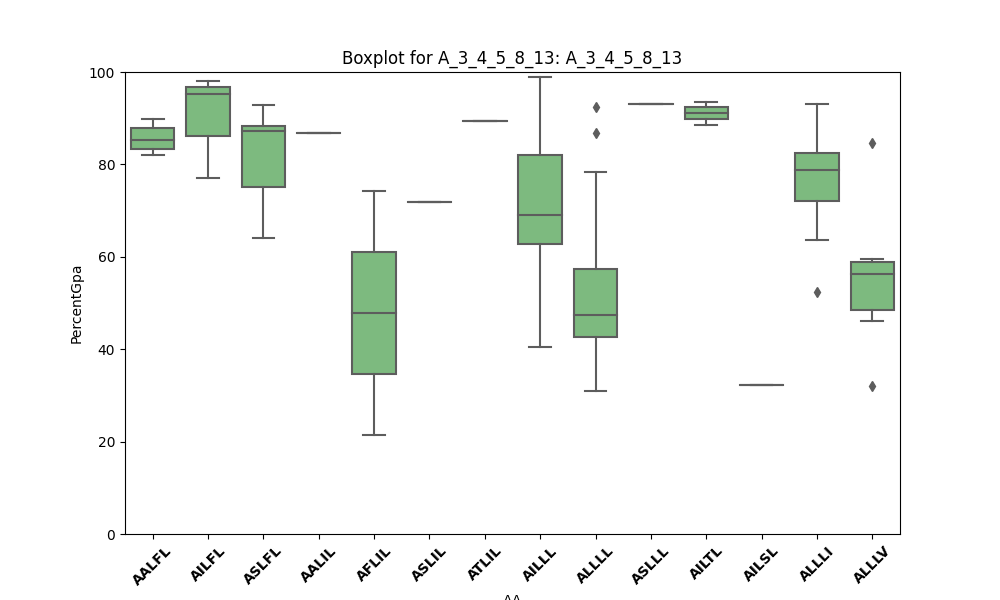 Boxplot for A_3_4_5_8_13: A_3_4_5_8_13
100
80
60
40
20
0
PercentGpa
AALFL
AILFL
ASLFL
AALIL
AFLIL
ASLIL
ATLIL
AILLL
ALLLL
ASLLL
AILTL
AILSL
ALLLI
ALLLV
AA